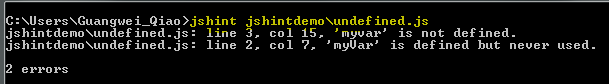 C:\Users\Guangwei_Qiao>jshint jshintdemo\undefined.js
jshintdemo\undefined.js: line 3, col 15, 'myvar' is not defined.
jshintdemo\undefined.js: line 2, col 7, 'myVar' is defined but never used.
2 errors